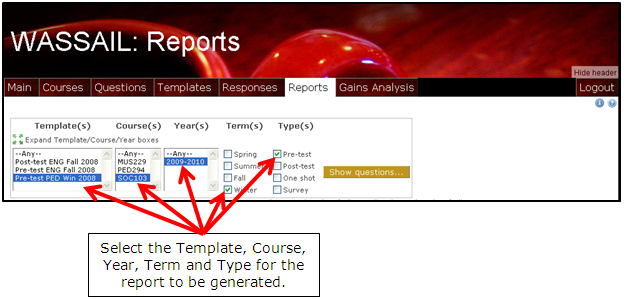 WASSAIL: Reports
Hide header
Main Courses Questions Templates Responses Reports Gains Analysis Logout
Template(s) Course(s) Year(s) Term(s) Type(s)
Expand Template/Course/Year boxes
--Any-- --Any-- --Any-- Spring Pre-test
Post-test ENG Fall 2008 MUS229 2009-2010 Summer Post-test
Pre-test ENG Fall 2008 PED294 Fall One shot Show questions...
Pre-test PED Win 2008 SOC103 Winter Survey
Select the Template, Course,
Year, Term and Type for the
report to be generated.